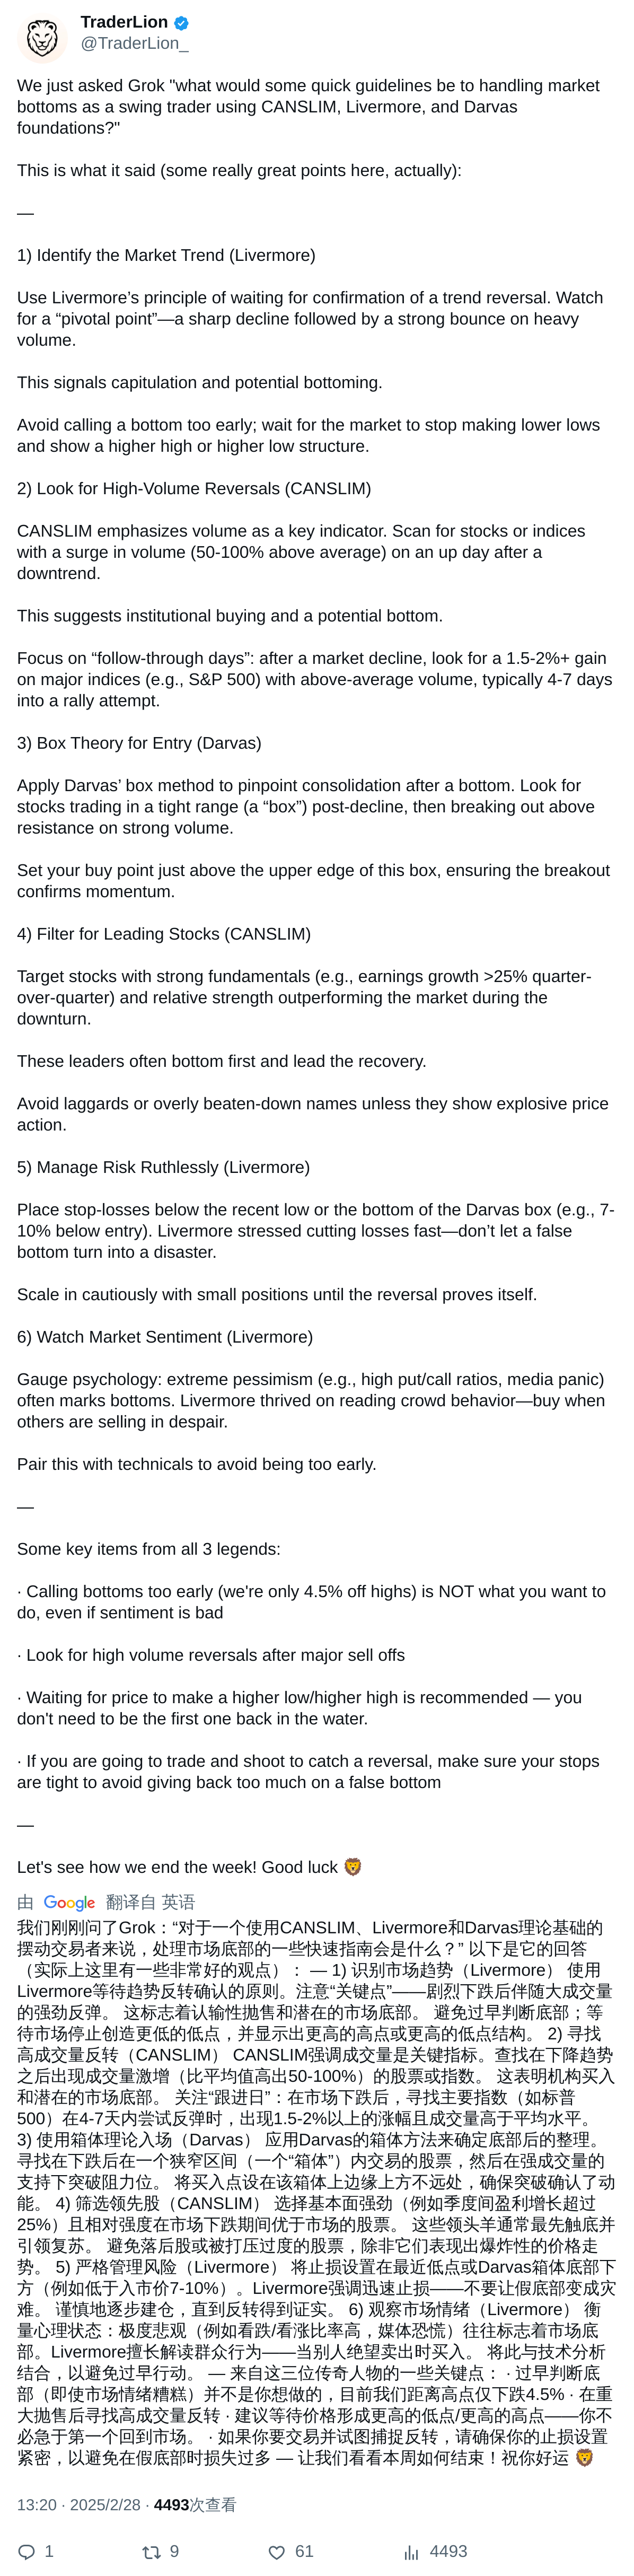 TraderLion
@TraderLion_
We just asked Grok "what would some quick guidelines be to handling market
bottoms as a swing trader using CANSLIM, Livermore, and Darvas
foundations?"
This is what it said (some really great points here, actually):
—
1) Identify the Market Trend (Livermore)
Use Livermore’s principle of waiting for confirmation of a trend reversal. Watch
for a “pivotal point”—a sharp decline followed by a strong bounce on heavy
volume.
This signals capitulation and potential bottoming.
Avoid calling a bottom too early; wait for the market to stop making lower lows
and show a higher high or higher low structure.
2) Look for High-Volume Reversals (CANSLIM)
CANSLIM emphasizes volume as a key indicator. Scan for stocks or indices
with a surge in volume (50-100% above average) on an up day after a
downtrend.
This suggests institutional buying and a potential bottom.
Focus on “follow-through days”: after a market decline, look for a 1.5-2%+ gain
on major indices (e.g., S&P 500) with above-average volume, typically 4-7 days
into a rally attempt.
3) Box Theory for Entry (Darvas)
Apply Darvas’ box method to pinpoint consolidation after a bottom. Look for
stocks trading in a tight range (a “box”) post-decline, then breaking out above
resistance on strong volume.
Set your buy point just above the upper edge of this box, ensuring the breakout
confirms momentum.
4) Filter for Leading Stocks (CANSLIM)
Target stocks with strong fundamentals (e.g., earnings growth >25% quarter-
over-quarter) and relative strength outperforming the market during the
downturn.
These leaders often bottom first and lead the recovery.
Avoid laggards or overly beaten-down names unless they show explosive price
action.
5) Manage Risk Ruthlessly (Livermore)
Place stop-losses below the recent low or the bottom of the Darvas box (e.g., 7-
10% below entry). Livermore stressed cutting losses fast—don’t let a false
bottom turn into a disaster.
Scale in cautiously with small positions until the reversal proves itself.
6) Watch Market Sentiment (Livermore)
Gauge psychology: extreme pessimism (e.g., high put/call ratios, media panic)
often marks bottoms. Livermore thrived on reading crowd behavior—buy when
others are selling in despair.
Pair this with technicals to avoid being too early.
—
Some key items from all 3 legends:
· Calling bottoms too early (we're only 4.5% off highs) is NOT what you want to
do, even if sentiment is bad
· Look for high volume reversals after major sell offs
· Waiting for price to make a higher low/higher high is recommended — you
don't need to be the first one back in the water.
· If you are going to trade and shoot to catch a reversal, make sure your stops
are tight to avoid giving back too much on a false bottom
—
Let's see how we end the week! Good luck 🦁
由 Google 翻译自 英语
我们刚刚问了Grok：“对于一个使用CANSLIM、Livermore和Darvas理论基础的
摆动交易者来说，处理市场底部的一些快速指南会是什么？” 以下是它的回答
（实际上这里有一些非常好的观点）： — 1) 识别市场趋势（Livermore） 使用
Livermore等待趋势反转确认的原则。注意“关键点”——剧烈下跌后伴随大成交量
的强劲反弹。 这标志着认输性抛售和潜在的市场底部。 避免过早判断底部；等
待市场停止创造更低的低点，并显示出更高的高点或更高的低点结构。 2) 寻找
高成交量反转（CANSLIM） CANSLIM强调成交量是关键指标。查找在下降趋势
之后出现成交量激增（比平均值高出50-100%）的股票或指数。 这表明机构买入
和潜在的市场底部。 关注“跟进日”：在市场下跌后，寻找主要指数（如标普
500）在4-7天内尝试反弹时，出现1.5-2%以上的涨幅且成交量高于平均水平。
3) 使用箱体理论入场（Darvas） 应用Darvas的箱体方法来确定底部后的整理。
寻找在下跌后在一个狭窄区间（一个“箱体”）内交易的股票，然后在强成交量的
支持下突破阻力位。 将买入点设在该箱体上边缘上方不远处，确保突破确认了动
能。 4) 筛选领先股（CANSLIM） 选择基本面强劲（例如季度间盈利增长超过
25%）且相对强度在市场下跌期间优于市场的股票。 这些领头羊通常最先触底并
引领复苏。 避免落后股或被打压过度的股票，除非它们表现出爆炸性的价格走
势。 5) 严格管理风险（Livermore） 将止损设置在最近低点或Darvas箱体底部下
方（例如低于入市价7-10%）。Livermore强调迅速止损——不要让假底部变成灾
难。 谨慎地逐步建仓，直到反转得到证实。 6) 观察市场情绪（Livermore） 衡
量心理状态：极度悲观（例如看跌/看涨比率高，媒体恐慌）往往标志着市场底
部。Livermore擅长解读群众行为——当别人绝望卖出时买入。 将此与技术分析
结合，以避免过早行动。 — 来自这三位传奇人物的一些关键点： · 过早判断底
部（即使市场情绪糟糕）并不是你想做的，目前我们距离高点仅下跌4.5% · 在重
大抛售后寻找高成交量反转 · 建议等待价格形成更高的低点/更高的高点——你不
必急于第一个回到市场。 · 如果你要交易并试图捕捉反转，请确保你的止损设置
紧密，以避免在假底部时损失过多 — 让我们看看本周如何结束！祝你好运 🦁
13:20 · 2025/2/28 · 4493次查看
1 9 61 4493